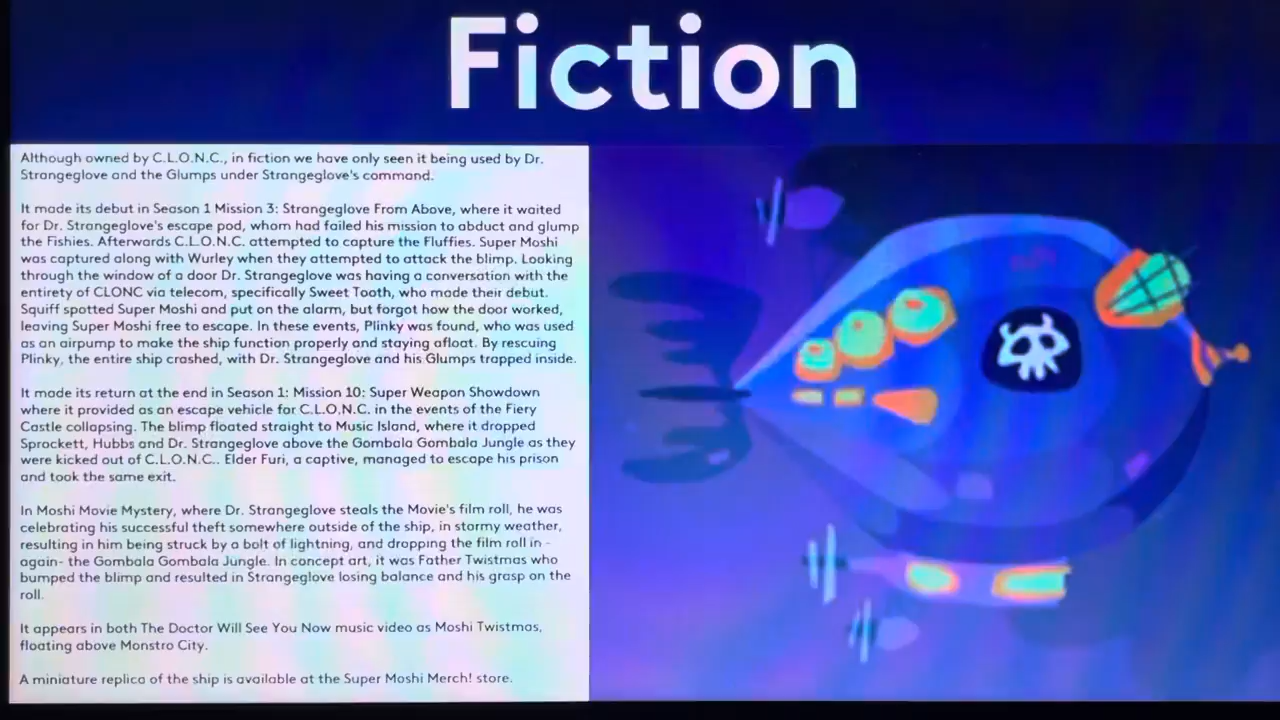 Fiction
Although owned by C.L.O.N.C., in fiction we have only seen it being used by Dr.
Strangeglove and the Glumps under Strangeglove's command.
It made its debut in Season 1 Mission 3: Strangeglove From Above, where it waited
for Dr. Strangeglove's escape pod, whom had failed his mission to abduct and glump
the Fishies. Afterwards C.L.O.N.C. attempted to capture the Fluffies. Super Moshi
was captured along with Wurley when they attempted to attack the blimp. Looking
through the window of a door Dr. Strangeglove was having a conversation with the
entirety of CLONC via telecom, specifically Sweet Tooth, who made their debut.
Squiff spotted Super Moshi and put on the alarm, but forgot how the door worked,
leaving Super Moshi free to escape. In these events, Plinky was found, who was used
as an airpump to make the ship function properly and staying afloat. By rescuing
Plinky, the entire ship crashed, with Dr. Strangeglove and his Glumps trapped inside.
It made its return at the end in Season 1: Mission 10: Super Weapon Showdown
where it provided as an escape vehicle for C.L.O.N.C. in the events of the Fiery
Castle collapsing. The blimp floated straight to Music Island, where it dropped
Sprockett, Hubbs and Dr. Strangeglove above the Gombala Gombala Jungle as they
were kicked out of C.L.O.N.C.. Elder Furi, a captive, managed to escape his prison
and took the same exit.
In Moshi Movie Mystery, where Dr. Strangeglove steals the Movie's film roll, he was
celebrating his successful theft somewhere outside of the ship, in stormy weather,
resulting in him being struck by a bolt of lightning, and dropping the film roll in -
again- the Gombala Gombala Jungle. In concept art, it was Father Twistmas who
bumped the blimp and resulted in Strangeglove losing balance and his grasp on the
roll.
It appears in both The Doctor Will See You Now music video as Moshi Twistmas,
floating above Monstro City.
A miniature replica of the ship is available at the Super Moshi Merch! store.